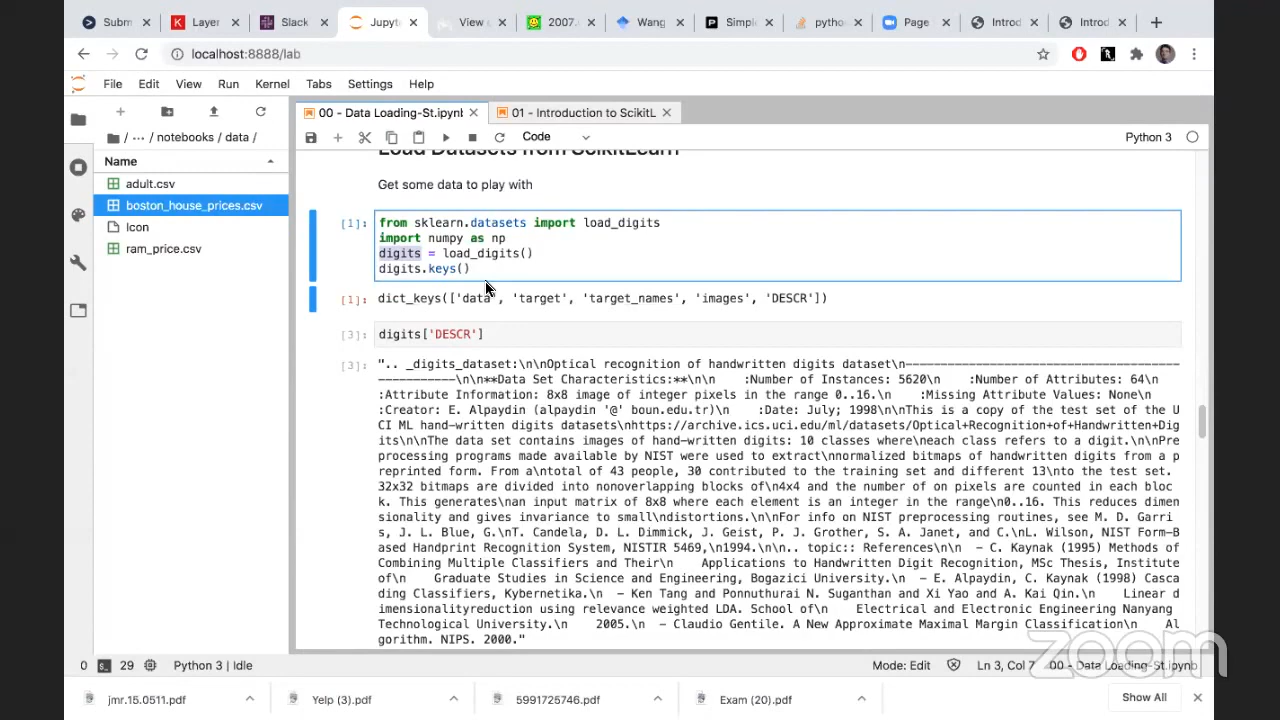 Subm
Layer
Slack
Jupyt
View
2007.
Wang
Simple
pytho
Page
Introd
Introd
localhost:8888/lab
File Edit View Run Kernel Tabs Settings Help
/ ··· / notebooks / data /
Name
adult.csv
boston_house_prices.csv
Icon
ram_price.csv
00 - Data Loading-St.ipynb
01 - Introduction to ScikitL
Code
Python 3
Load Datasets from ScikitLearn
Get some data to play with
[1]: from sklearn.datasets import load_digits
import numpy as np
digits = load_digits()
digits.keys()
[1]: dict_keys(['data', 'target', 'target_names', 'images', 'DESCR'])
[3]: digits['DESCR']
[3]: ".. _digits_dataset:\n\nOptical recognition of handwritten digits dataset\n-------------------------------------------
-----------\n\n**Data Set Characteristics:**\n\n    :Number of Instances: 5620\n    :Number of Attributes: 64\n
:Attribute Information: 8x8 image of integer pixels in the range 0..16.\n    :Missing Attribute Values: None\n
:Creator: E. Alpaydin (alpaydin '@' boun.edu.tr)\n    :Date: July; 1998\n\nThis is a copy of the test set of the U
CI ML hand-written digits datasets\nhttps://archive.ics.uci.edu/ml/datasets/Optical+Recognition+of+Handwritten+Dig
its\n\nThe data set contains images of hand-written digits: 10 classes where\neach class refers to a digit.\n\nPre
processing programs made available by NIST were used to extract\nnormalized bitmaps of handwritten digits from a p
reprinted form. From a\ntotal of 43 people, 30 contributed to the training set and different 13\nto the test set.
32x32 bitmaps are divided into nonoverlapping blocks of\n4x4 and the number of on pixels are counted in each bloc
k. This generates\nan input matrix of 8x8 where each element is an integer in the range\n0..16. This reduces dimen
sionality and gives invariance to small\ndistortions.\n\nFor info on NIST preprocessing routines, see M. D. Garri
s, J. L. Blue, G.\nT. Candela, D. L. Dimmick, J. Geist, P. J. Grother, S. A. Janet, and C.\nL. Wilson, NIST Form-B
ased Handprint Recognition System, NISTIR 5469,\n1994.\n\n.. topic:: References\n\n  - C. Kaynak (1995) Methods of
Combining Multiple Classifiers and Their\n    Applications to Handwritten Digit Recognition, MSc Thesis, Institute
of\n    Graduate Studies in Science and Engineering, Bogazici University.\n  - E. Alpaydin, C. Kaynak (1998) Casca
ding Classifiers, Kybernetika.\n  - Ken Tang and Ponnuthurai N. Suganthan and Xi Yao and A. Kai Qin.\n    Linear d
imensionalityreduction using relevance weighted LDA. School of\n    Electrical and Electronic Engineering Nanyang
Technological University.\n    2005.\n  - Claudio Gentile. A New Approximate Maximal Margin Classification\n    Al
gorithm. NIPS. 2000."
0 29 Python 3 | Idle
Mode: Edit Ln 3, Col 7 00 - Data Loading-St.ipynb
zoom
jmr.15.0511.pdf
Yelp (3).pdf
5991725746.pdf
Exam (20).pdf
Show All